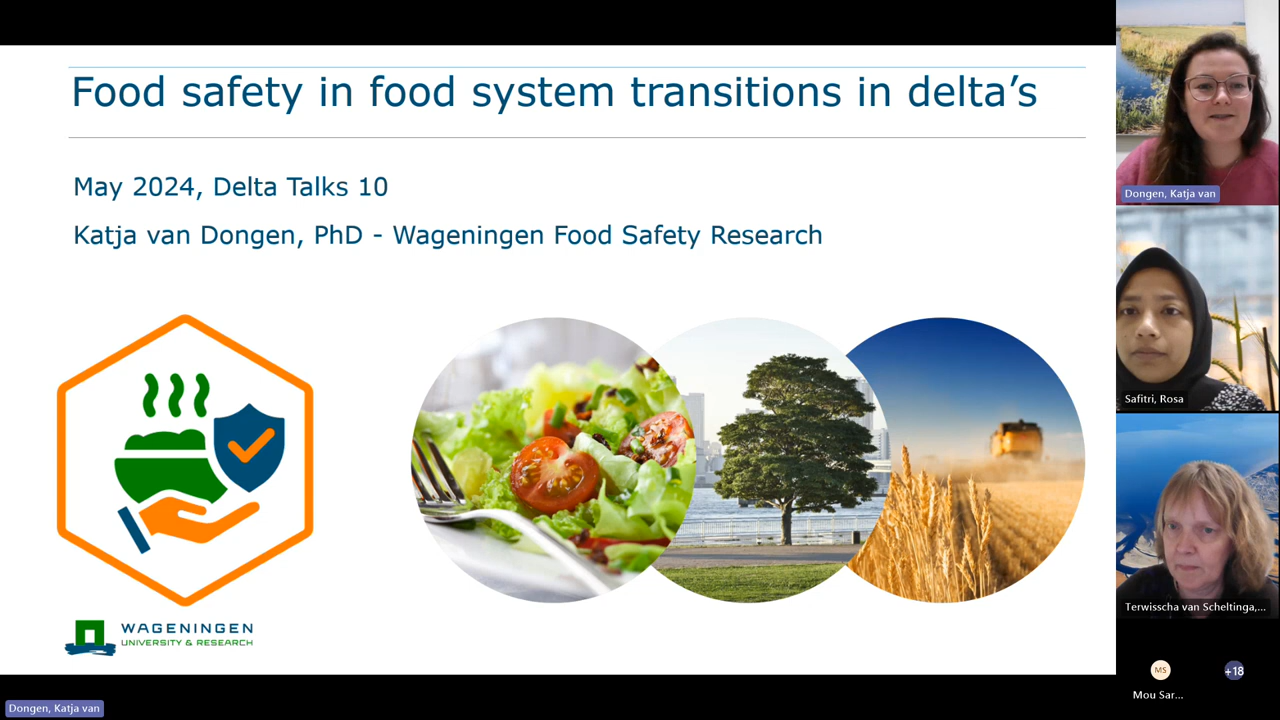 Food safety in food system transitions in delta's
May 2024, Delta Talks 10
Katja van Dongen, PhD - Wageningen Food Safety Research
WAGENINGEN
UNIVERSITY & RESEARCH
Dongen, Katja van
Dongen, Katja van
Safitri, Rosa
Terwisscha van Scheltinga,...
MS
+18
Mou Sar...